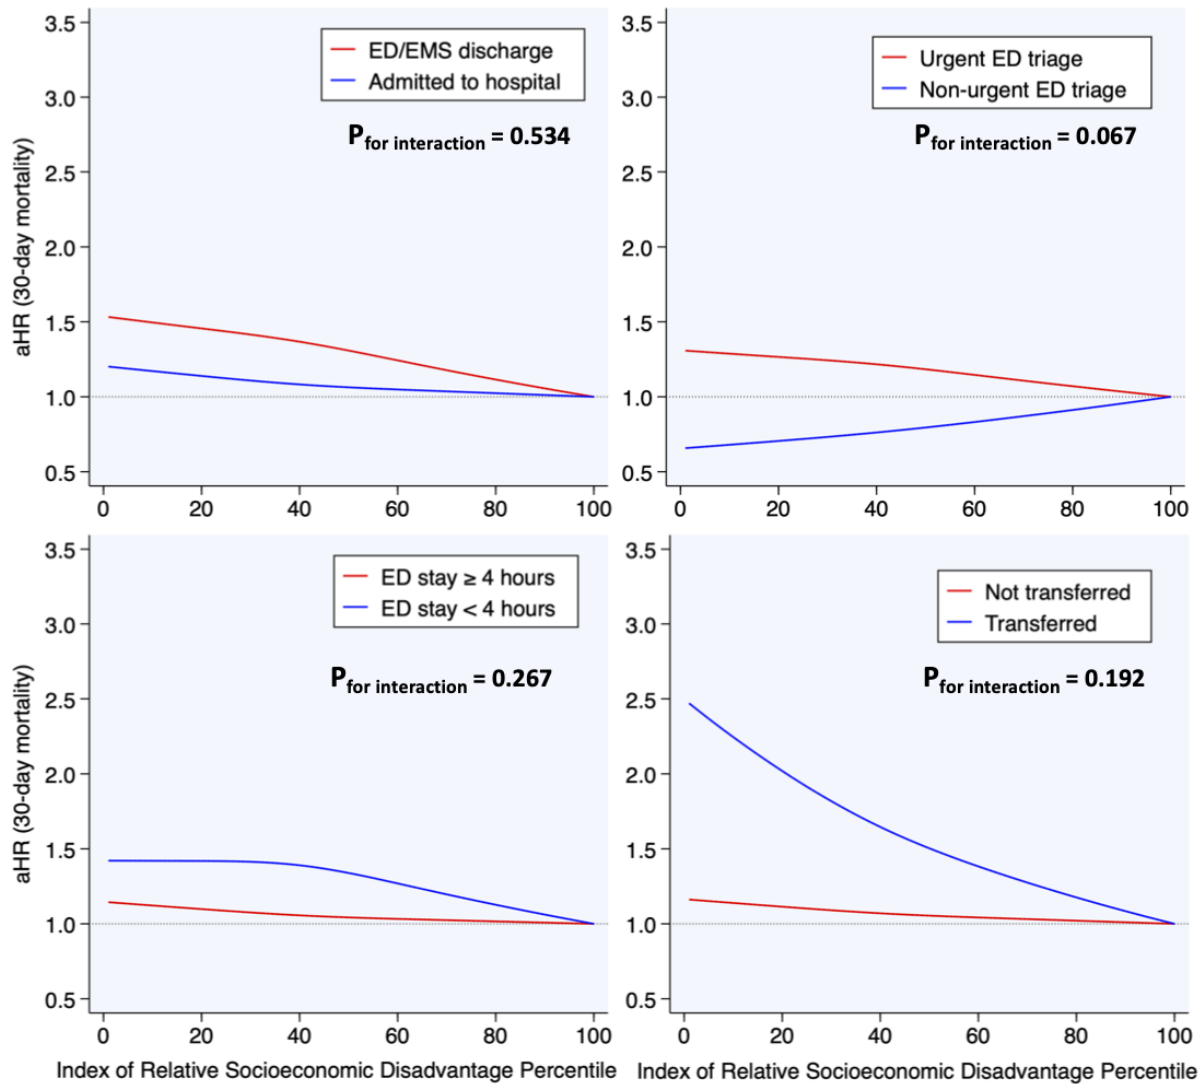 3.5
3.0
2.5
2.0
1.5
1.0
0.5
aHR (30-day mortality)
ED/EMS discharge
Admitted to hospital
Pfor interaction = 0.534
0 20 40 60 80 100
3.5
3.0
2.5
2.0
1.5
1.0
0.5
Urgent ED triage
Non-urgent ED triage
Pfor interaction = 0.067
0 20 40 60 80 100
3.5
3.0
2.5
2.0
1.5
1.0
0.5
aHR (30-day mortality)
ED stay ≥ 4 hours
ED stay < 4 hours
Pfor interaction = 0.267
0 20 40 60 80 100
Index of Relative Socioeconomic Disadvantage Percentile
3.5
3.0
2.5
2.0
1.5
1.0
0.5
Not transferred
Transferred
Pfor interaction = 0.192
0 20 40 60 80 100
Index of Relative Socioeconomic Disadvantage Percentile